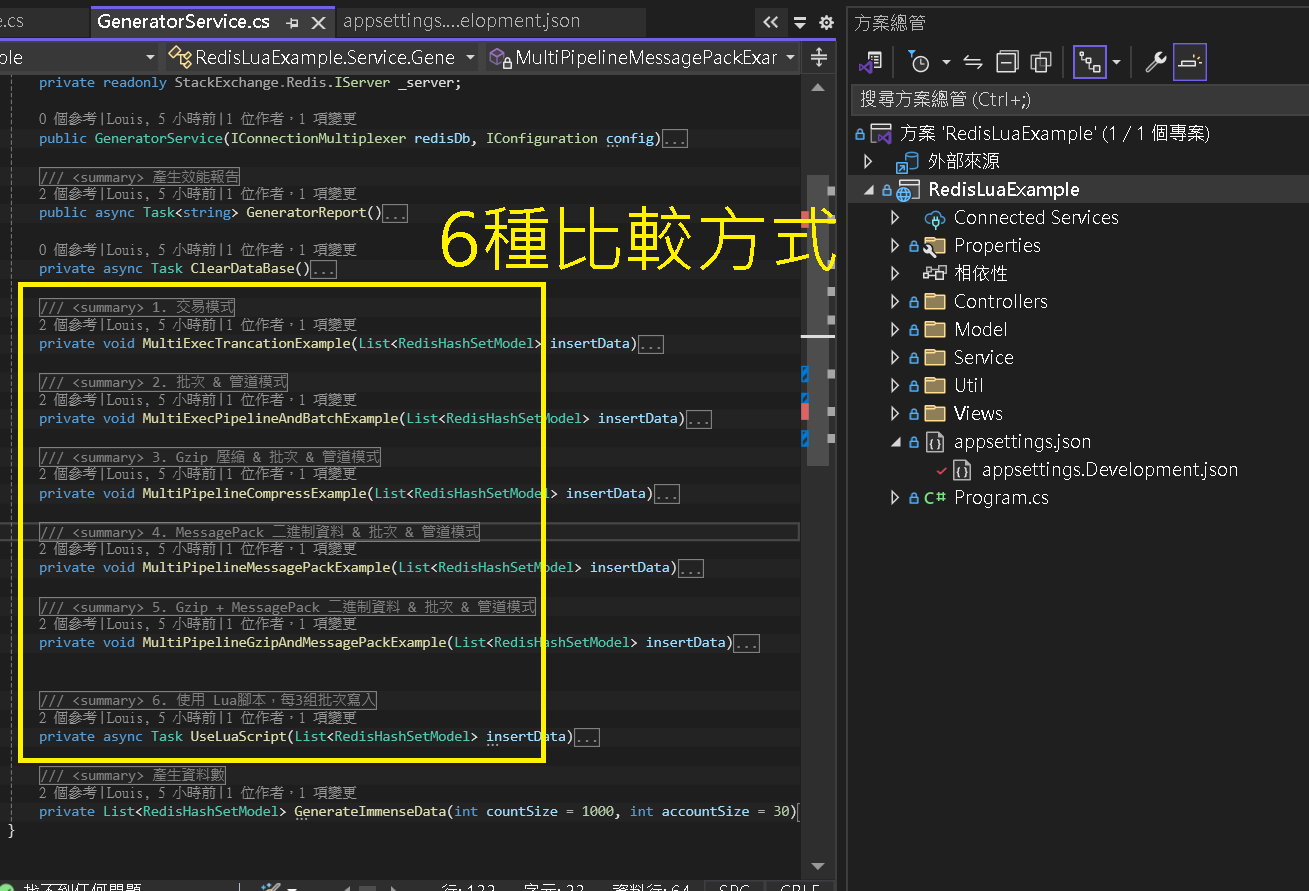 e.cs
GeneratorService.cs
appsettings....elopment.json
ole
RedisLuaExample.Service.Gene
MultiPipelineMessagePackExar
private readonly StackExchange.Redis.IServer _server;
0 個參考|Louis, 5 小時前|1 位作者，1 項變更
public GeneratorService(IConnectionMultiplexer redisDb, IConfiguration config)...
/// <summary> 產生效能報告
2 個參考|Louis, 5 小時前|1 位作者，1 項變更
public async Task<string> GeneratorReport()...
6種比較方式
0 個參考|Louis, 5 小時前|1 位作者，1 項變更
private async Task ClearDataBase()...
/// <summary> 1. 交易模式
2 個參考|Louis, 5 小時前|1 位作者，1 項變更
private void MultiExecTrancationExample(List<RedisHashSetModel> insertData)...
/// <summary> 2. 批次 & 管道模式
2 個參考|Louis, 5 小時前|1 位作者，1 項變更
private void MultiExecPipelineAndBatchExample(List<RedisHashSetModel> insertData)...
/// <summary> 3. Gzip 壓縮 & 批次 & 管道模式
2 個參考|Louis, 5 小時前|1 位作者，1 項變更
private void MultiPipelineCompressExample(List<RedisHashSetModel> insertData)...
/// <summary> 4. MessagePack 二進制資料 & 批次 & 管道模式
2 個參考|Louis, 5 小時前|1 位作者，1 項變更
private void MultiPipelineMessagePackExample(List<RedisHashSetModel> insertData)...
/// <summary> 5. Gzip + MessagePack 二進制資料 & 批次 & 管道模式
2 個參考|Louis, 5 小時前|1 位作者，1 項變更
private void MultiPipelineGzipAndMessagePackExample(List<RedisHashSetModel> insertData)...
/// <summary> 6. 使用 Lua腳本，每3組批次寫入
2 個參考|Louis, 5 小時前|1 位作者，1 項變更
private async Task UseLuaScript(List<RedisHashSetModel> insertData)...
/// <summary> 產生資料數
2 個參考|Louis, 5 小時前|1 位作者，1 項變更
private List<RedisHashSetModel> GenerateImmenseData(int countSize = 1000, int accountSize = 30)
}
找不到任何問題
行: 132
字元: 23
資料行: 64
SPC
CRLF
方案總管
搜尋方案總管 (Ctrl+;)
方案 'RedisLuaExample' (1 / 1 個專案)
外部來源
RedisLuaExample
Connected Services
Properties
相依性
Controllers
Model
Service
Util
Views
appsettings.json
appsettings.Development.json
C# Program.cs